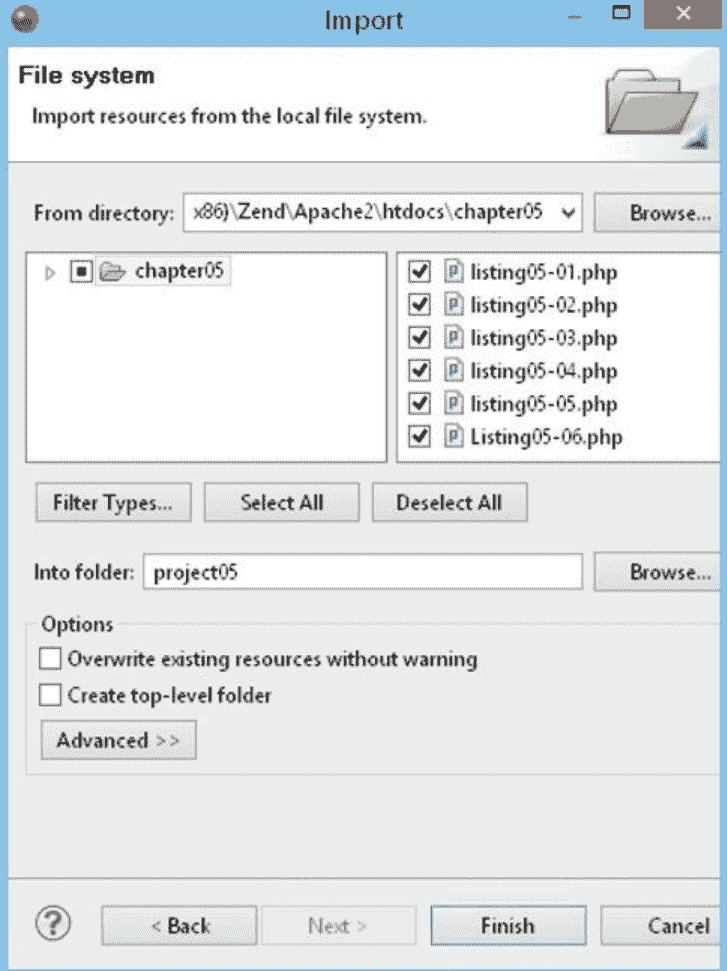 Import
File system
Import resources from the local file system.
From directory: x86)\Zend\Apache2\htdocs\chapter05 Browse...
chapter05
listing05-01.php
listing05-02.php
listing05-03.php
listing05-04.php
listing05-05.php
Listing05-06.php
Filter Types... Select All Deselect All
Into folder: project05 Browse...
Options
Overwrite existing resources without warning
Create top-level folder
Advanced >>
? < Back Next > Finish Cancel